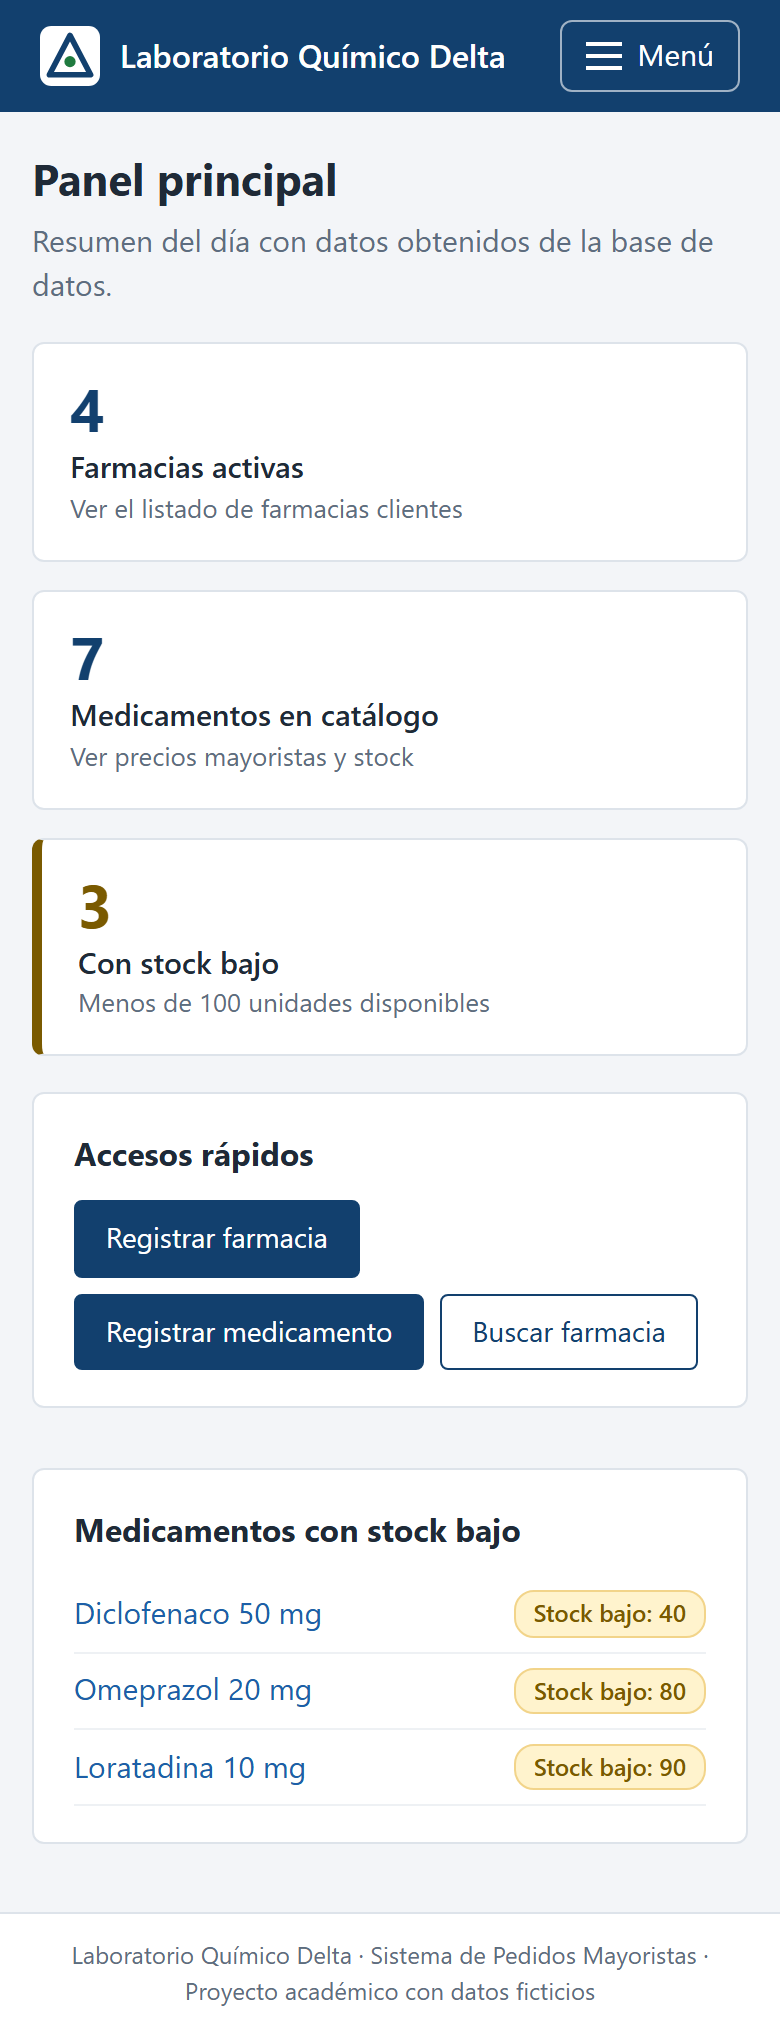 Laboratorio Químico Delta
Menú
Panel principal
Resumen del día con datos obtenidos de la base de
datos.
4
Farmacias activas
Ver el listado de farmacias clientes
7
Medicamentos en catálogo
Ver precios mayoristas y stock
3
Con stock bajo
Menos de 100 unidades disponibles
Accesos rápidos
Registrar farmacia
Registrar medicamento
Buscar farmacia
Medicamentos con stock bajo
Diclofenaco 50 mg
Stock bajo: 40
Omeprazol 20 mg
Stock bajo: 80
Loratadina 10 mg
Stock bajo: 90
Laboratorio Químico Delta · Sistema de Pedidos Mayoristas ·
Proyecto académico con datos ficticios